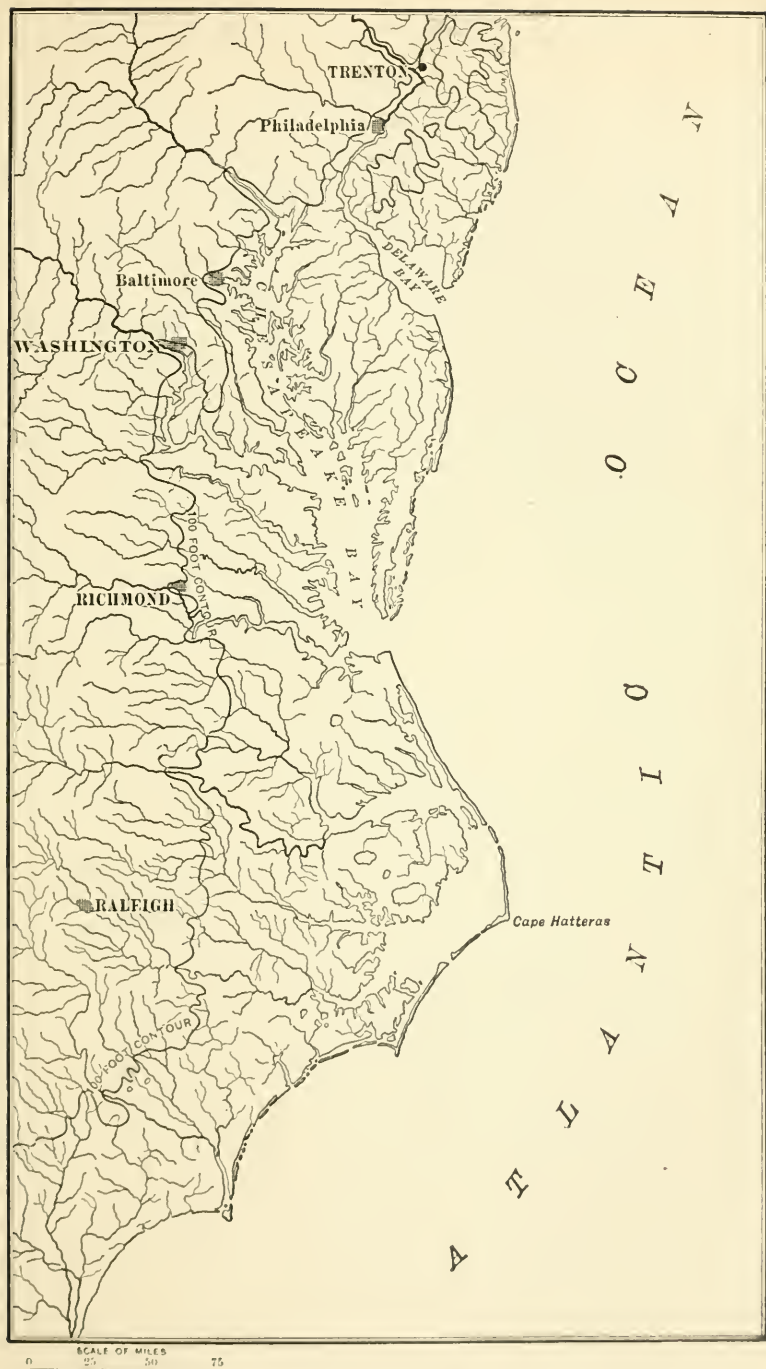 TRENTON
Philadelphia
DELAWARE
BAY
Baltimore
CHESAPEAKE BAY
WASHINGTON
100 FOOT CONTOUR
RICHMOND
RALEIGH
Cape Hatteras
100 FOOT CONTOUR
ATLANTIC OCEAN
SCALE OF MILES
0 25 50 75